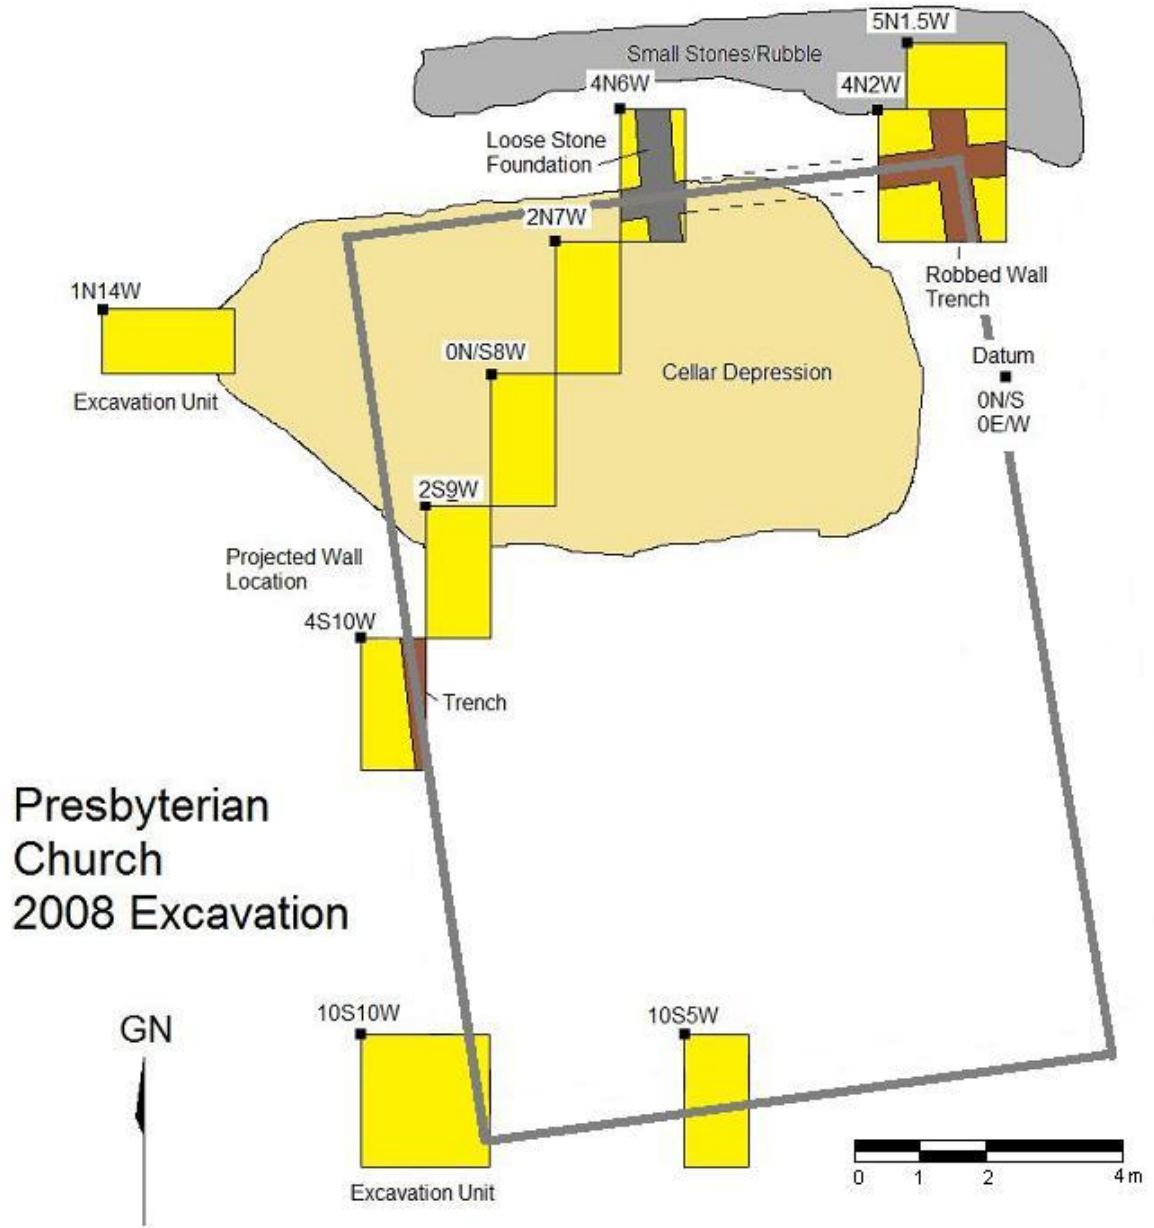 5N1.5W
Small Stones/Rubble
4N6W
4N2W
Loose Stone
Foundation
2N7W
Robbed Wall
Trench
1N14W
0N/S8W
Datum
Cellar Depression
0N/S
0E/W
Excavation Unit
2S9W
Projected Wall
Location
4S10W
Trench
Presbyterian
Church
2008 Excavation
10S10W
10S5W
GN
0 1 2 4m
Excavation Unit